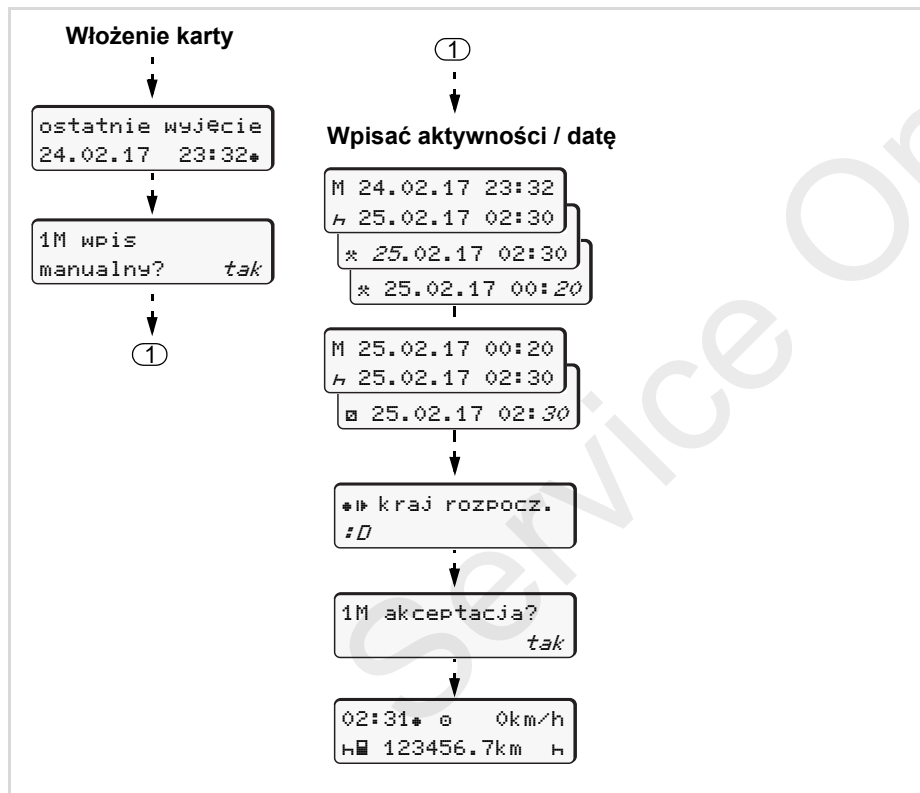 Włożenie karty
ostatnie wyjęcie
24.02.17 23:32
1M wpis
manualny? tak
1
1
Wpisać aktywności / datę
M 24.02.17 23:32
25.02.17 02:30
25.02.17 02:30
25.02.17 00:20
M 25.02.17 00:20
25.02.17 02:30
25.02.17 02:30
kraj rozpocz.
:D
1M akceptacja?
tak
02:31 0km/h
123456.7km
Service